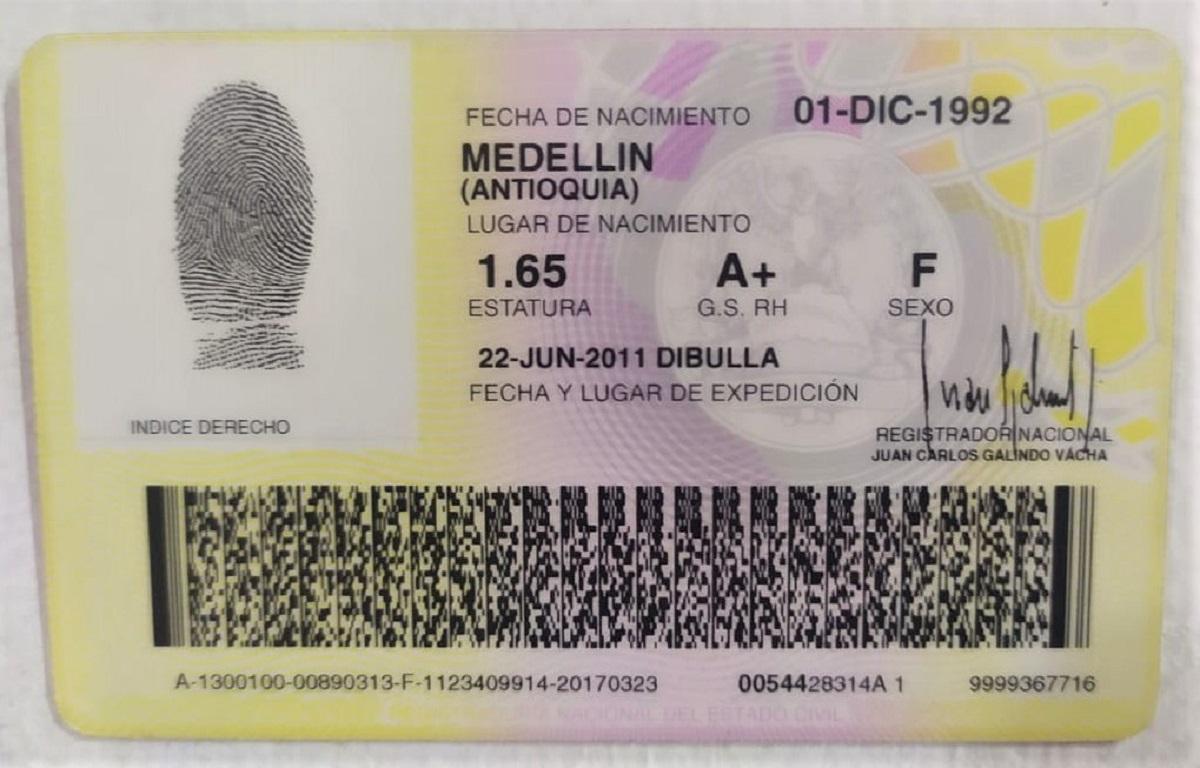 FECHA DE NACIMIENTO 01-DIC-1992
MEDELLIN
(ANTIOQUIA)
LUGAR DE NACIMIENTO
1.65 A+ F
ESTATURA G.S. RH SEXO
22-JUN-2011 DIBULLA
FECHA Y LUGAR DE EXPEDICIÓN
INDICE DERECHO
REGISTRADOR NACIONAL
JUAN CARLOS GALINDO VÁCHA
A-1300100-00890313-F-1123409914-20170323 0054428314A 1 9999367716
NACIONAL DEL ESTADO CIVIL